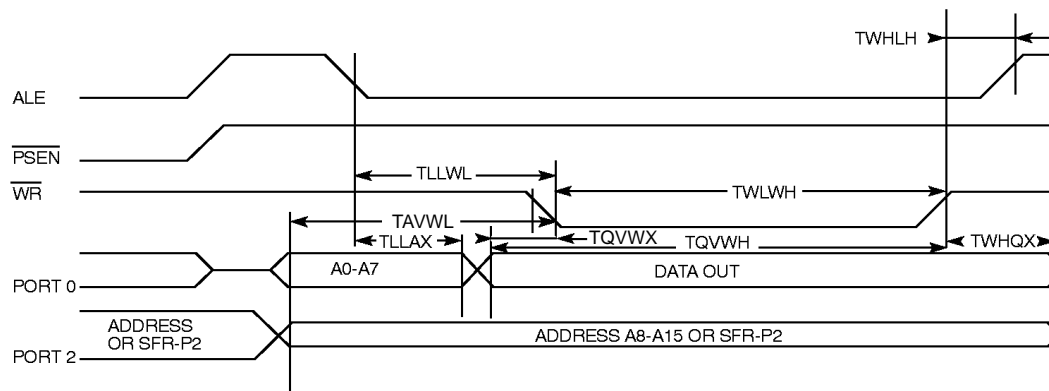 TWHLH
ALE
PSEN
TLLWL
WR
TWLWH
TAVWL
TLLAX
TQVWX
TQVWH
TWHQX
PORT 0
A0-A7
DATA OUT
ADDRESS
OR SFR-P2
ADDRESS A8-A15 OR SFR-P2
PORT 2